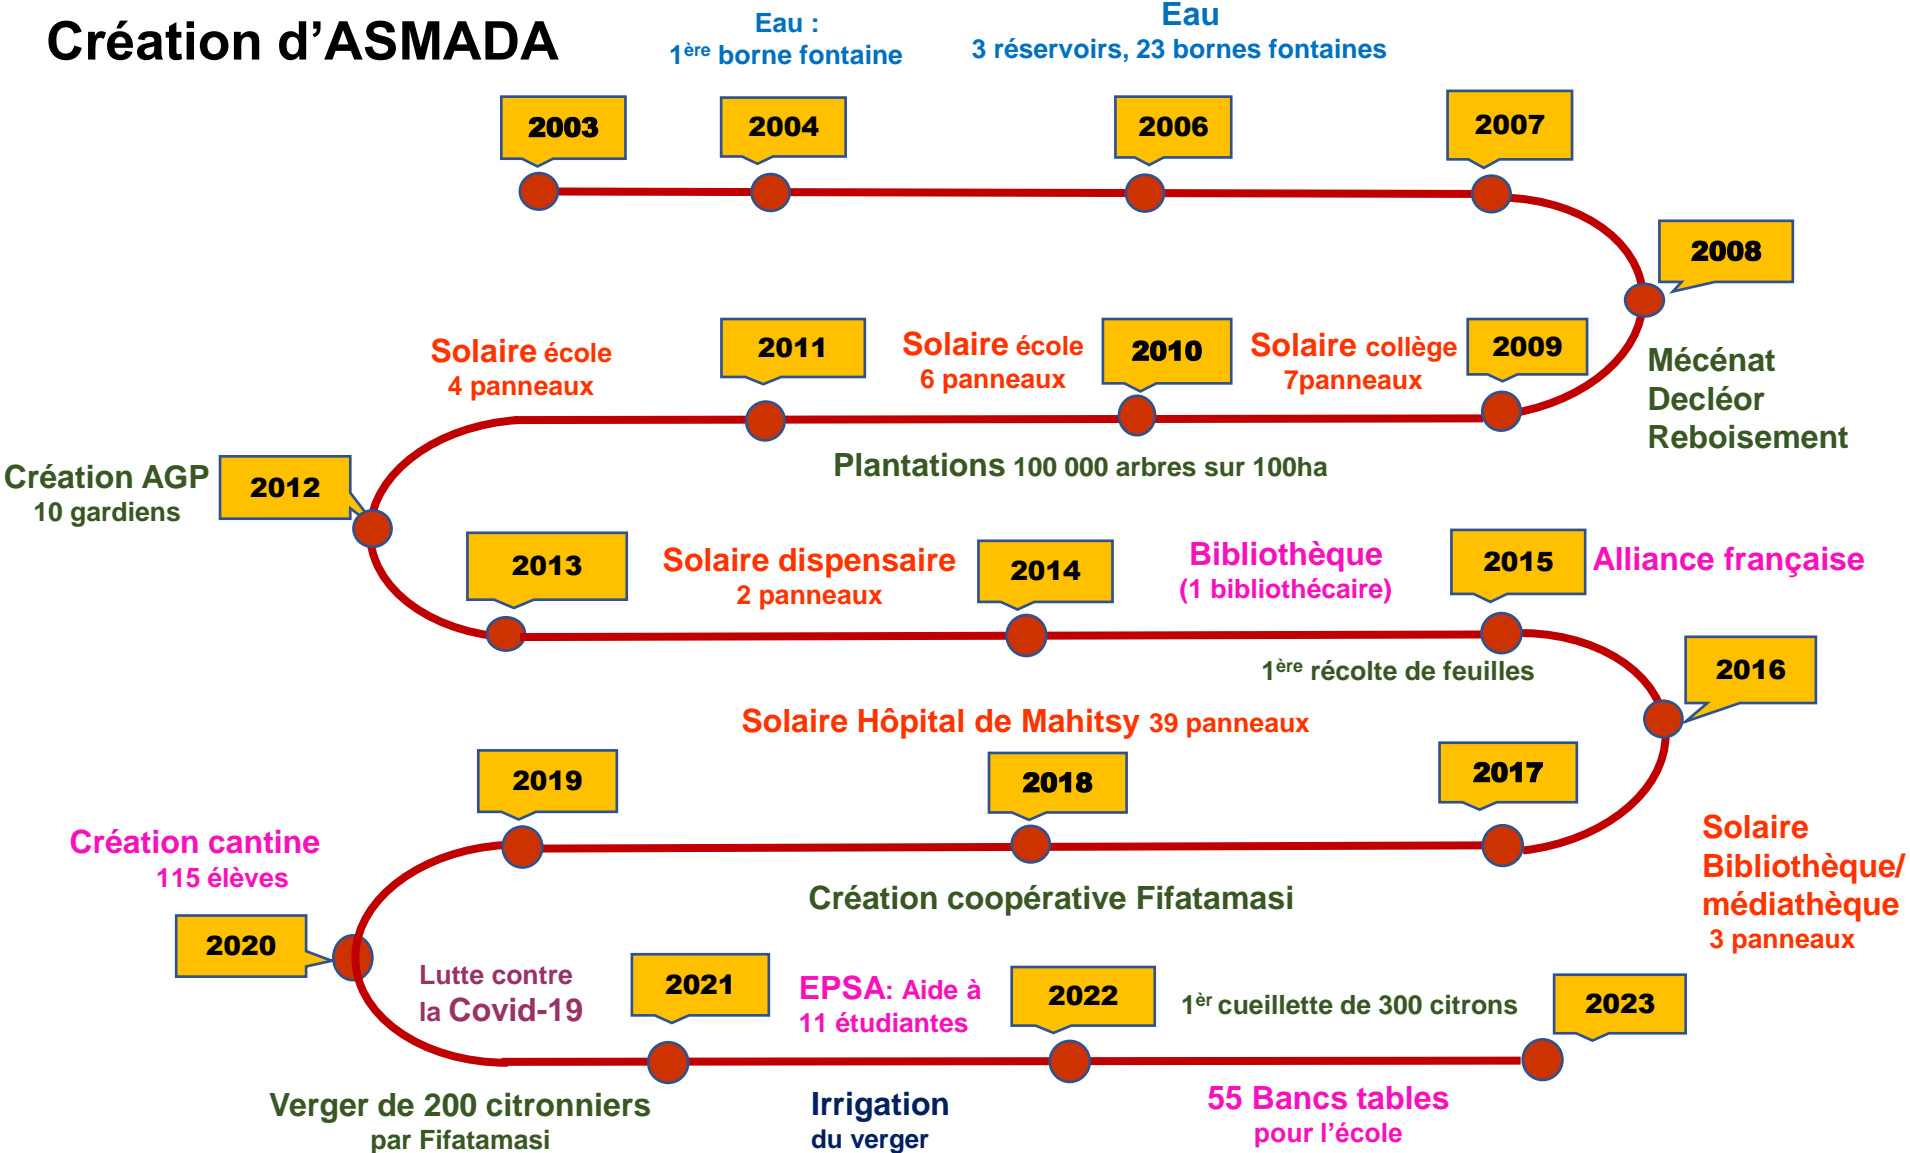 Création d’ASMADA
Eau :
1ère borne fontaine
Eau
3 réservoirs, 23 bornes fontaines
2003
2004
2006
2007
2008
Mécénat
Decléor
Reboisement
2009
Solaire collège
7panneaux
2010
Solaire école
6 panneaux
2011
Solaire école
4 panneaux
Plantations 100 000 arbres sur 100ha
Création AGP
10 gardiens
2012
2013
Solaire dispensaire
2 panneaux
2014
Bibliothèque
(1 bibliothécaire)
2015
Alliance française
1ère récolte de feuilles
2016
Solaire
Bibliothèque/
médiathèque
3 panneaux
Solaire Hôpital de Mahitsy 39 panneaux
2017
2018
2019
Création coopérative Fifatamasi
Création cantine
115 élèves
2020
Lutte contre
la Covid-19
2021
EPSA: Aide à
11 étudiantes
2022
1èr cueillette de 300 citrons
2023
Verger de 200 citronniers
par Fifatamasi
Irrigation
du verger
55 Bancs tables
pour l’école